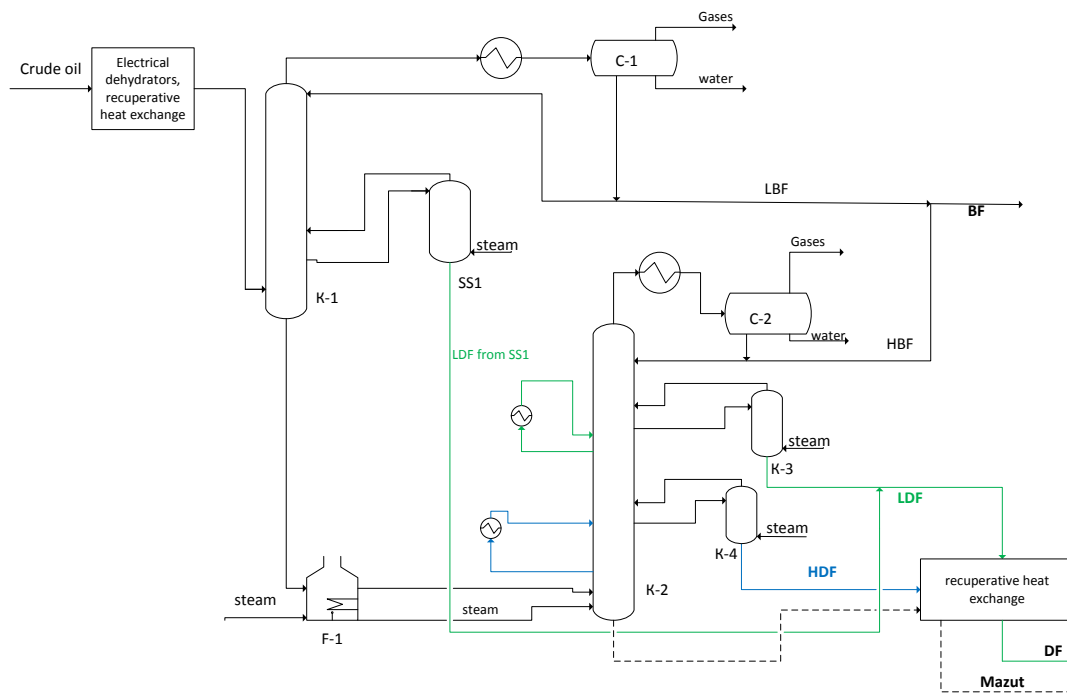 Gases
Crude oil
Electrical
dehydrators,
recuperative
heat exchange
C-1
water
LBF
BF
steam
SS1
K-1
Gases
C-2
water
HBF
LDF from SS1
steam
K-3
LDF
steam
K-4
HDF
K-2
recuperative heat
exchange
steam
steam
F-1
DF
Mazut